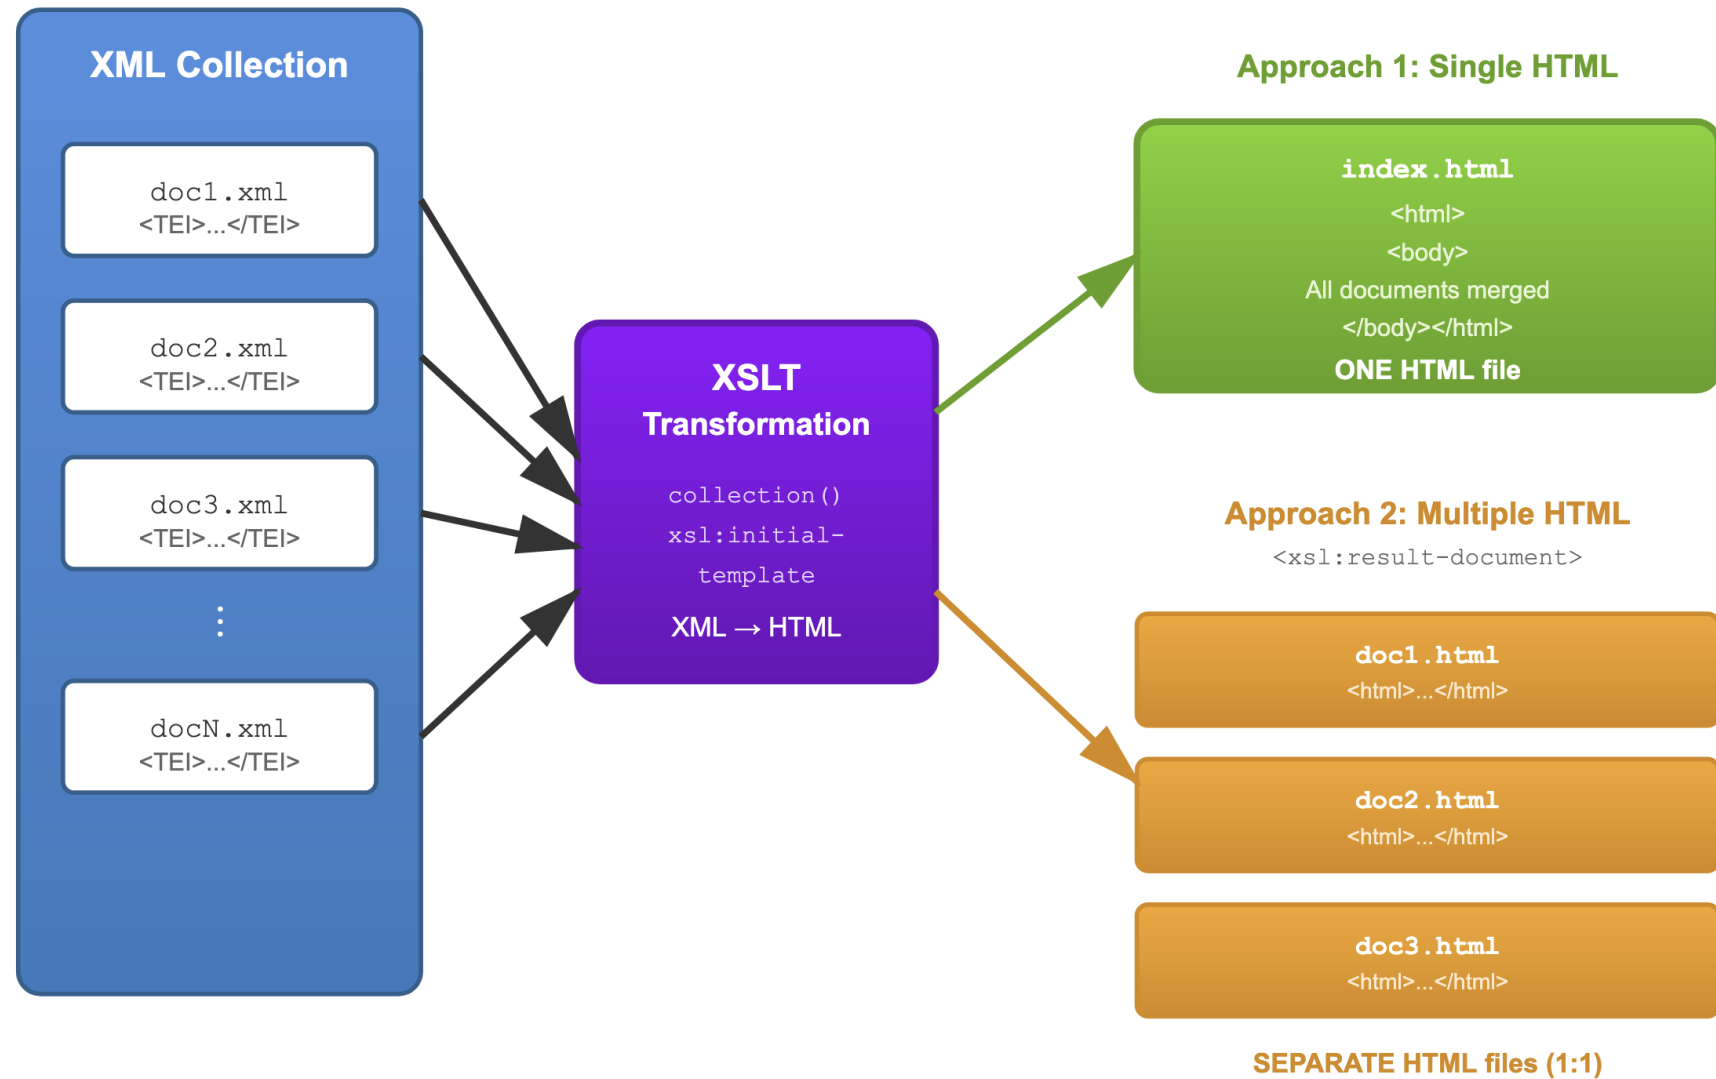 XML Collection
doc1.xml
<TEI>...</TEI>
doc2.xml
<TEI>...</TEI>
doc3.xml
<TEI>...</TEI>
⋮
docN.xml
<TEI>...</TEI>
XSLT
Transformation
collection()
xsl:initial-
template
XML → HTML
Approach 1: Single HTML
index.html
<html>
<body>
All documents merged
</body></html>
ONE HTML file
Approach 2: Multiple HTML
<xsl:result-document>
doc1.html
<html>...</html>
doc2.html
<html>...</html>
doc3.html
<html>...</html>
SEPARATE HTML files (1:1)